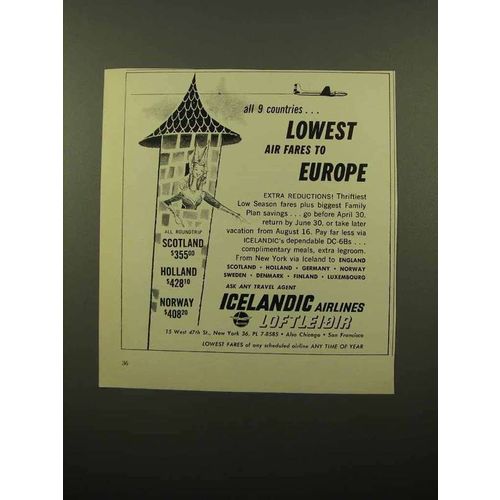 all 9 countries . . .
LOWEST
AIR FARES TO
EUROPE
EXTRA REDUCTIONS! Thriftiest
Low Season fares plus biggest Family
Plan savings . . . go before April 30,
return by June 30, or take later
vacation from August 16. Pay far less via
ICELANDIC's dependable DC-6Bs . . .
complimentary meals, extra legroom.
From New York via Iceland to ENGLAND
SCOTLAND • HOLLAND • GERMANY • NORWAY
SWEDEN • DENMARK • FINLAND • LUXEMBOURG
ALL ROUNDTRIP
SCOTLAND
$355.00
HOLLAND
$428.10
NORWAY
$408.20
ASK ANY TRAVEL AGENT
ICELANDIC AIRLINES
LOFTLEIDIR
15 West 47th St., New York 36, PL 7-8585 • Also Chicago • San Francisco
LOWEST FARES of any scheduled airline ANY TIME OF YEAR
36